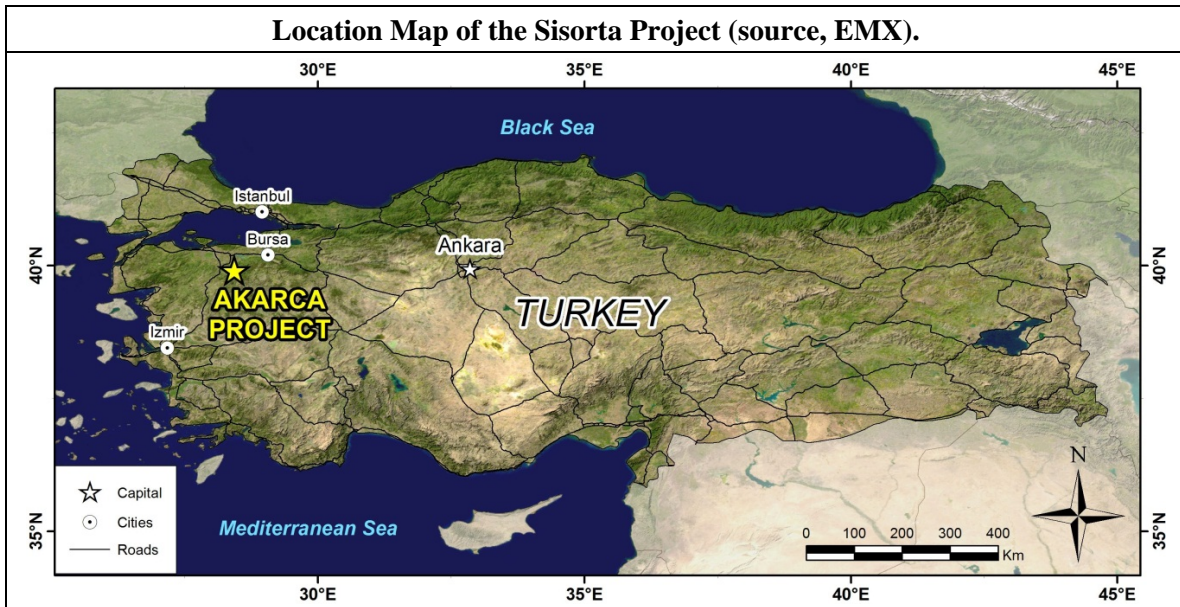 Location Map of the Sisorta Project (source, EMX).
30°E 35°E 40°E 45°E
Black Sea
Istanbul
Bursa
Ankara
40°N 40°N
AKARCA
PROJECT
TURKEY
Izmir
Capital
Cities
Roads
Mediterranean Sea
N
35°N 35°N
0 100 200 300 400
Km
30°E 35°E 40°E 45°E